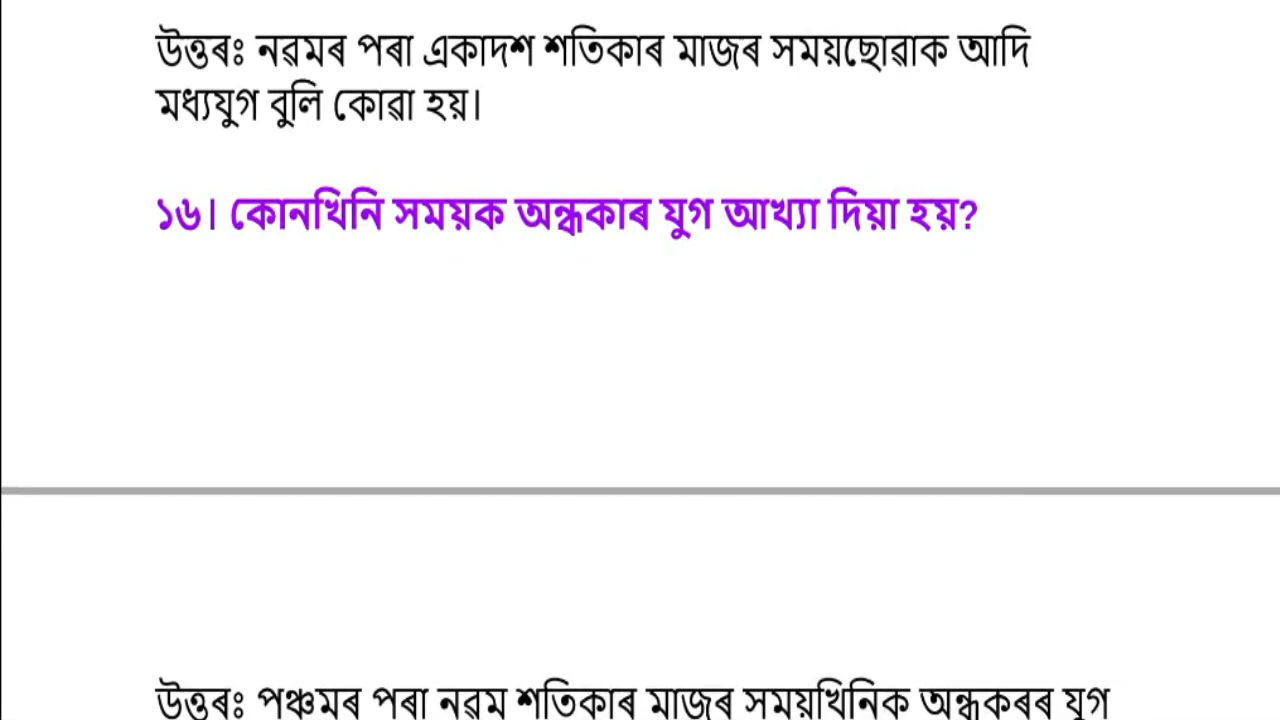 উত্তৰঃ নৱমৰ পৰা একাদশ শতিকাৰ মাজৰ সময়ছোৱাক আদি
মধ্যযুগ বুলি কোৱা হয়।
১৬। কোনখিনি সময়ক অন্ধকাৰ যুগ আখ্যা দিয়া হয়?
উত্তৰঃ পঞ্চমৰ পৰা নৱম শতিকাৰ মাজৰ সময়খিনিক অন্ধকৰৰ যুগ